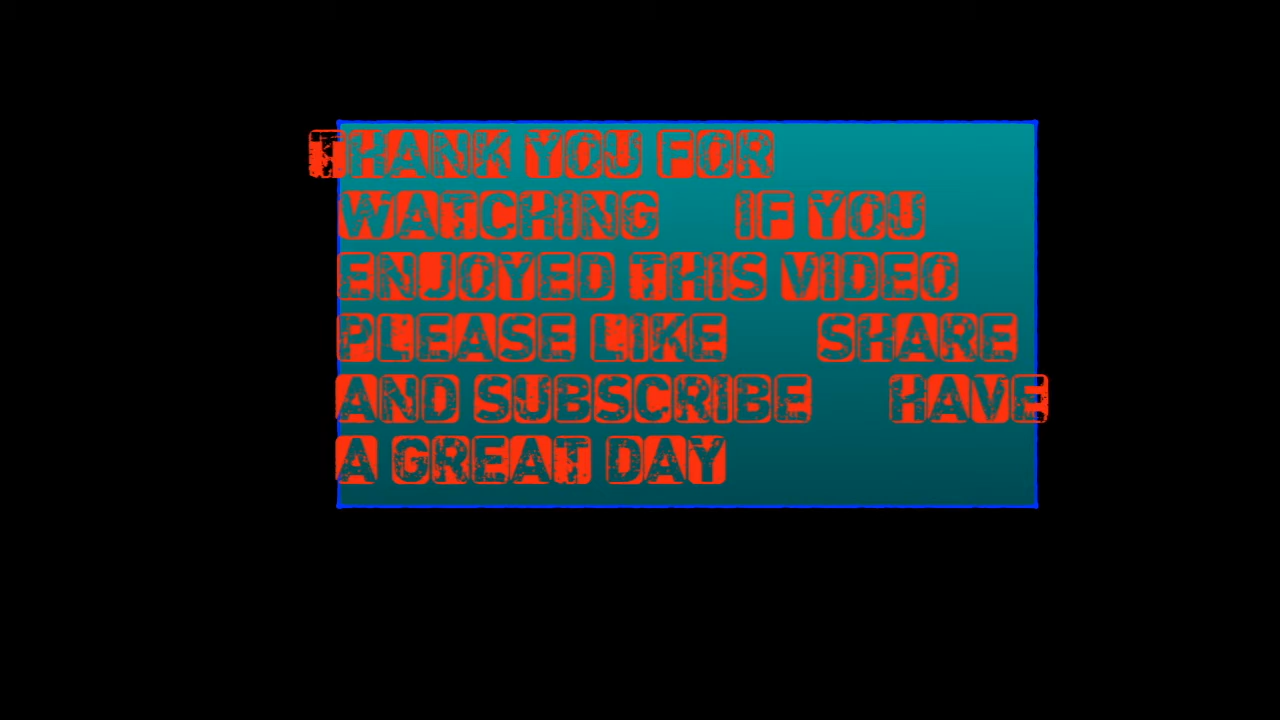 THANK YOU FOR
WATCHING IF YOU
ENJOYED THIS VIDEO
PLEASE LIKE SHARE
AND SUBSCRIBE HAVE
A GREAT DAY